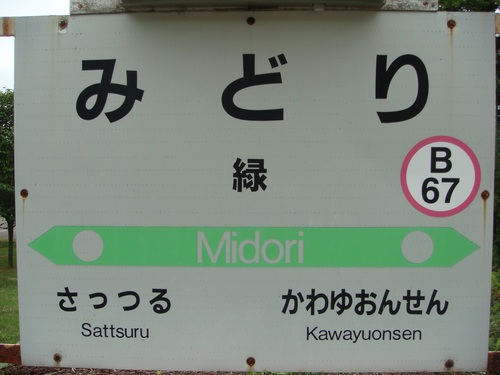 みどり
緑
B
67
Midori
さっつる かわゆおんせん
Sattsuru Kawayuonsen